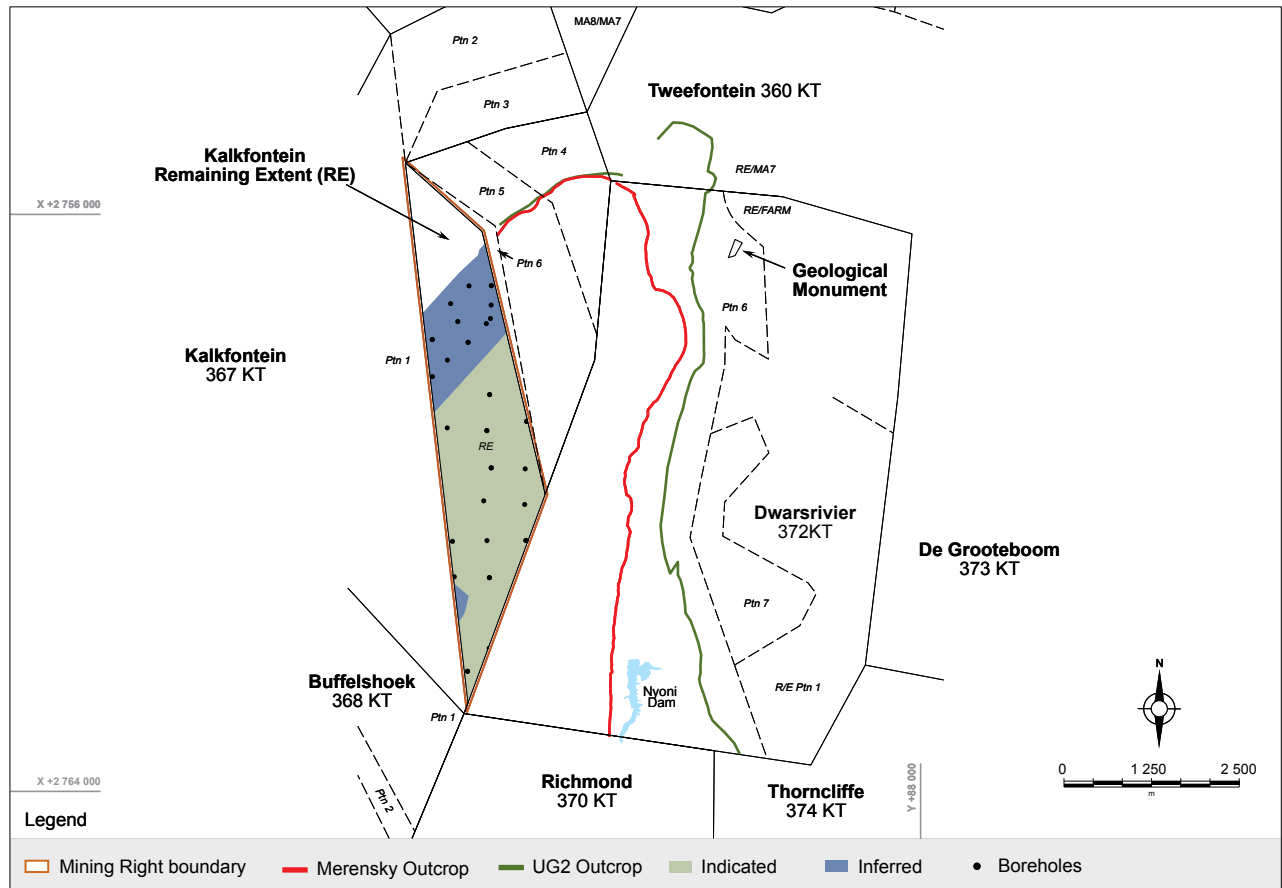 MA8/MA7
Ptn 2
Tweefontein 360 KT
Ptn 3
Kalkfontein
Remaining Extent (RE)
Ptn 4
RE/MA7
Ptn 5
X +2 756 000
RE/FARM
Ptn 6
Geological
Monument
Ptn 6
Kalkfontein
367 KT
Ptn 1
RE
Dwarsrivier
372KT
De Grooteboom
373 KT
Ptn 7
Buffelshoek
368 KT
Nyoni
Dam
R/E Ptn 1
N
Ptn 1
X +2 764 000
Richmond
370 KT
Thorncliffe
374 KT
Y +88 000
0 1 250 2 500
m
Ptn 2
Legend
Mining Right boundary Merensky Outcrop UG2 Outcrop Indicated Inferred Boreholes